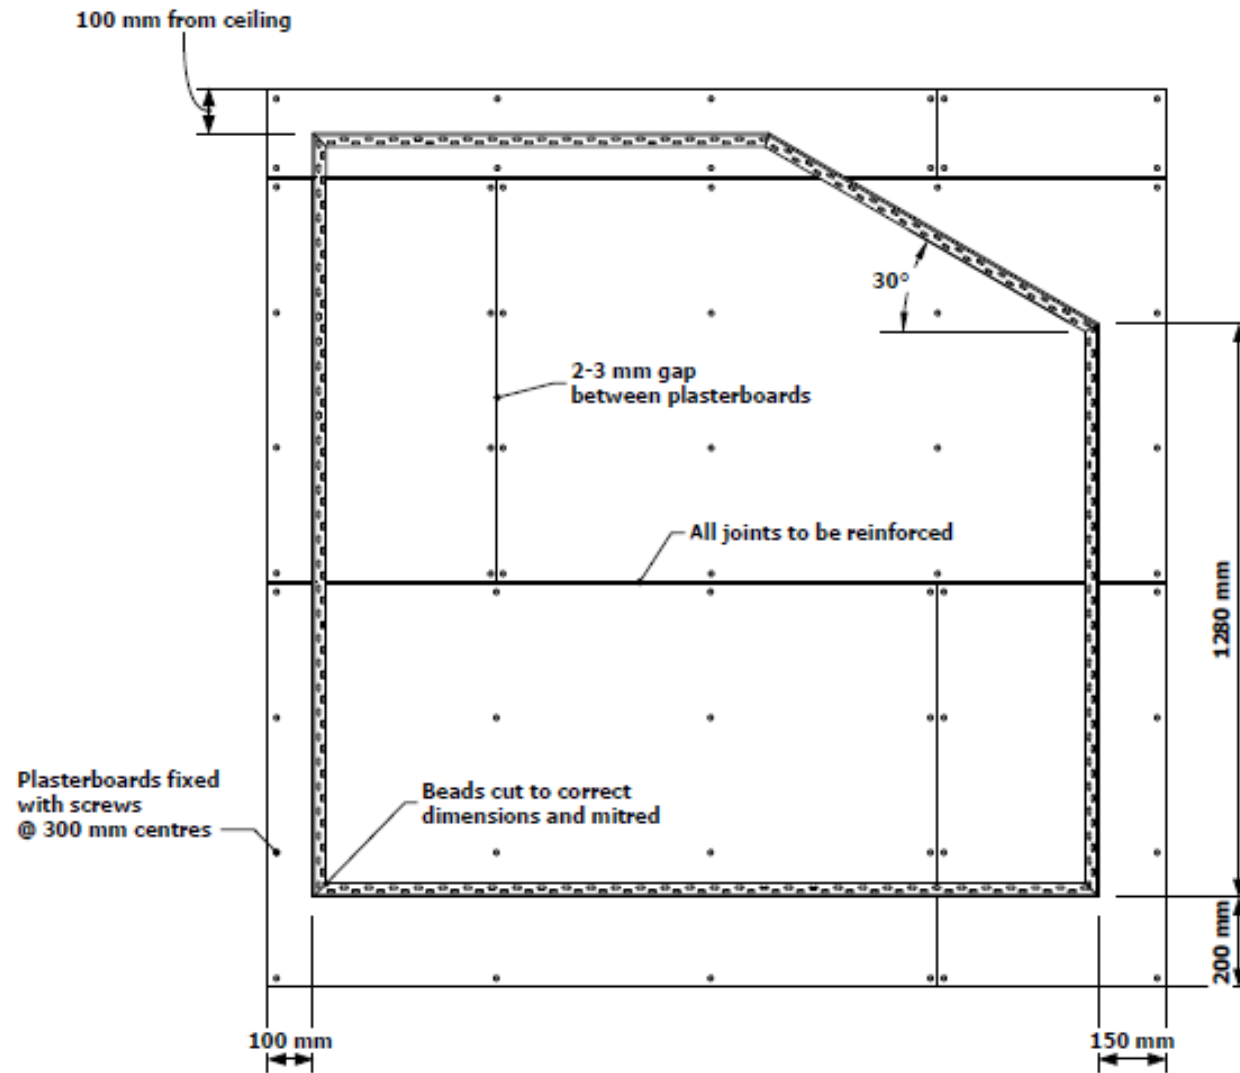 100 mm from ceiling
30°
2-3 mm gap
between plasterboards
All joints to be reinforced
1280 mm
Plasterboards fixed
with screws
@ 300 mm centres
Beads cut to correct
dimensions and mitred
200 mm
100 mm
150 mm